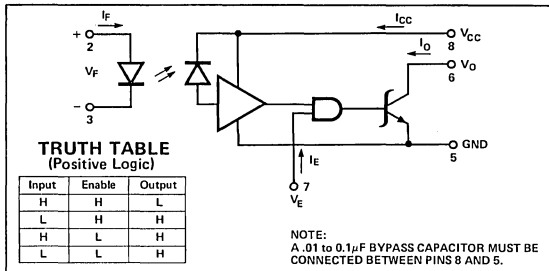 I_F
+
2
V_F
−
3
I_CC
V_CC
8
I_O
V_O
6
GND
5
I_E
7
V_E
TRUTH TABLE
(Positive Logic)
Input Enable Output
H H L
L H H
H L H
L L H
NOTE:
A .01 to 0.1μF BYPASS CAPACITOR MUST BE
CONNECTED BETWEEN PINS 8 AND 5.